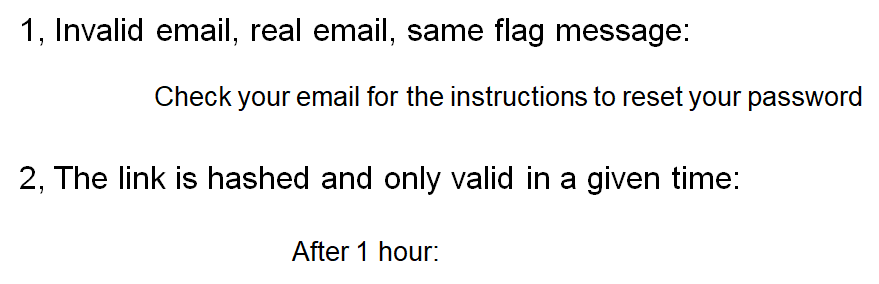 1, Invalid email, real email, same flag message:
Check your email for the instructions to reset your password
2, The link is hashed and only valid in a given time:
After 1 hour: